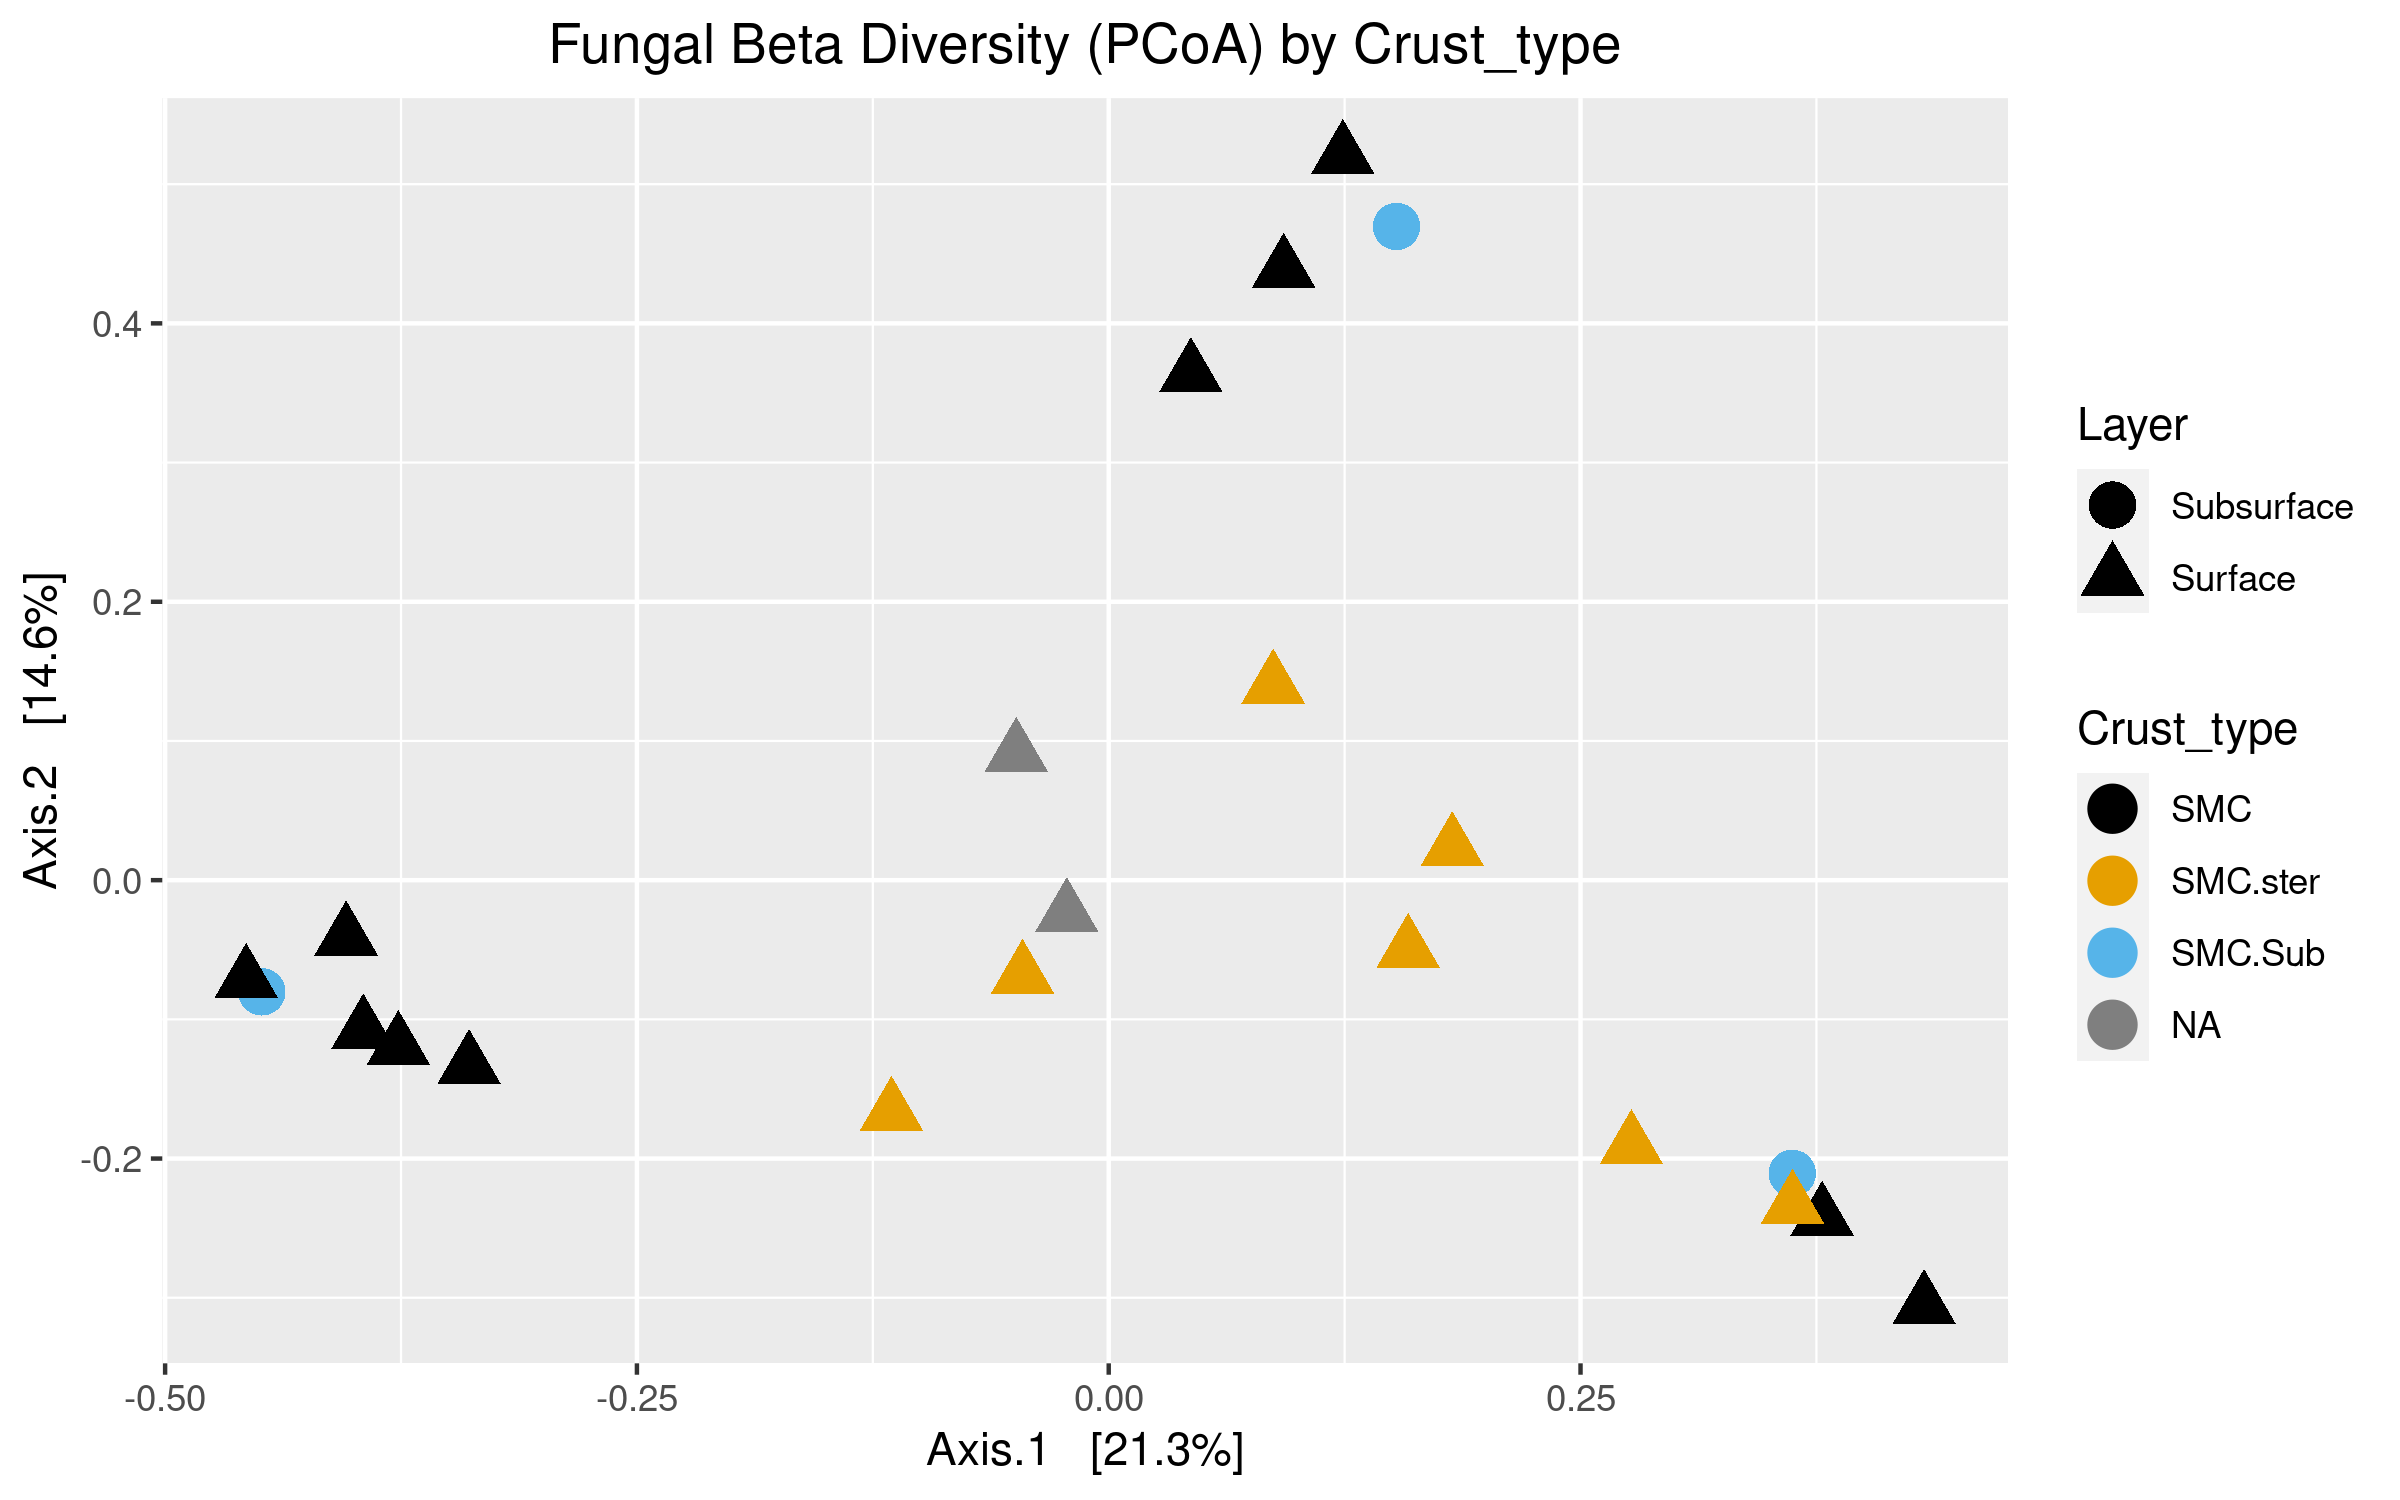 Fungal Beta Diversity (PCoA) by Crust_type
Axis.2 [14.6%]
0.4
0.2
0.0
-0.2
-0.50
-0.25
0.00
0.25
Axis.1 [21.3%]
Layer
Subsurface
Surface
Crust_type
SMC
SMC.ster
SMC.Sub
NA